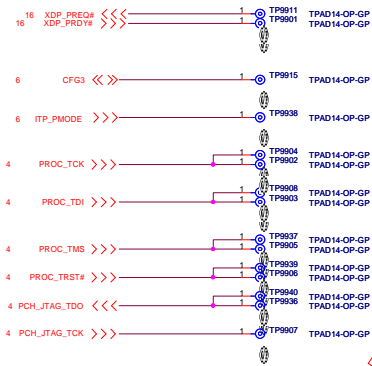 16 XDP_PREQ# 1 TP9911 TPAD14-OP-GP
16 XDP_PRDY# 1 TP9901 TPAD14-OP-GP
6 CFG3 1 TP9915 TPAD14-OP-GP
6 ITP_PMODE 1 TP9938 TPAD14-OP-GP
1 TP9904 TPAD14-OP-GP
4 PROC_TCK 1 TP9902 TPAD14-OP-GP
1 TP9908 TPAD14-OP-GP
4 PROC_TDI 1 TP9903 TPAD14-OP-GP
1 TP9937 TPAD14-OP-GP
4 PROC_TMS 1 TP9905 TPAD14-OP-GP
1 TP9939 TPAD14-OP-GP
4 PROC_TRST# 1 TP9906 TPAD14-OP-GP
1 TP9940 TPAD14-OP-GP
4 PCH_JTAG_TDO 1 TP9936 TPAD14-OP-GP
4 PCH_JTAG_TCK 1 TP9907 TPAD14-OP-GP